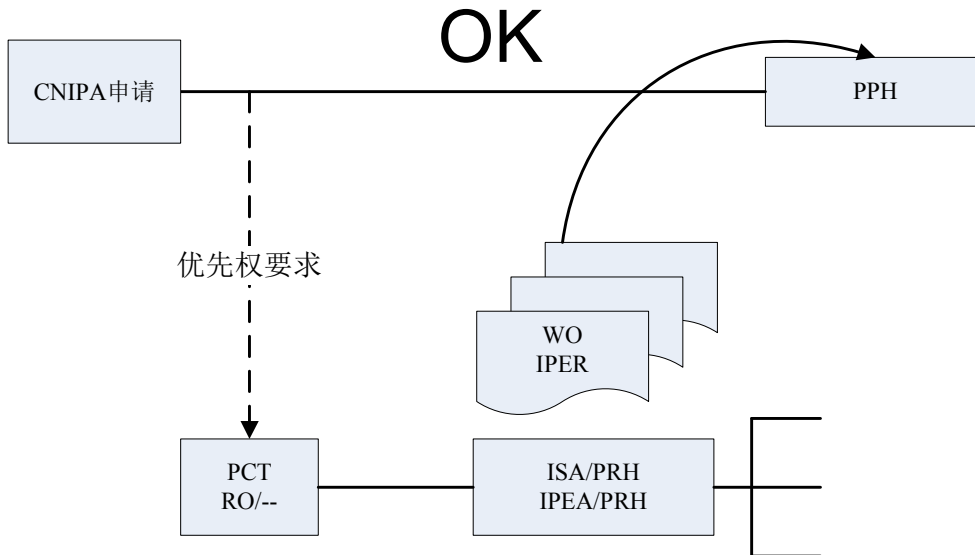 OK
CNIPA申请
PPH
优先权要求
WO
IPER
PCT
RO/--
ISA/PRH
IPEA/PRH